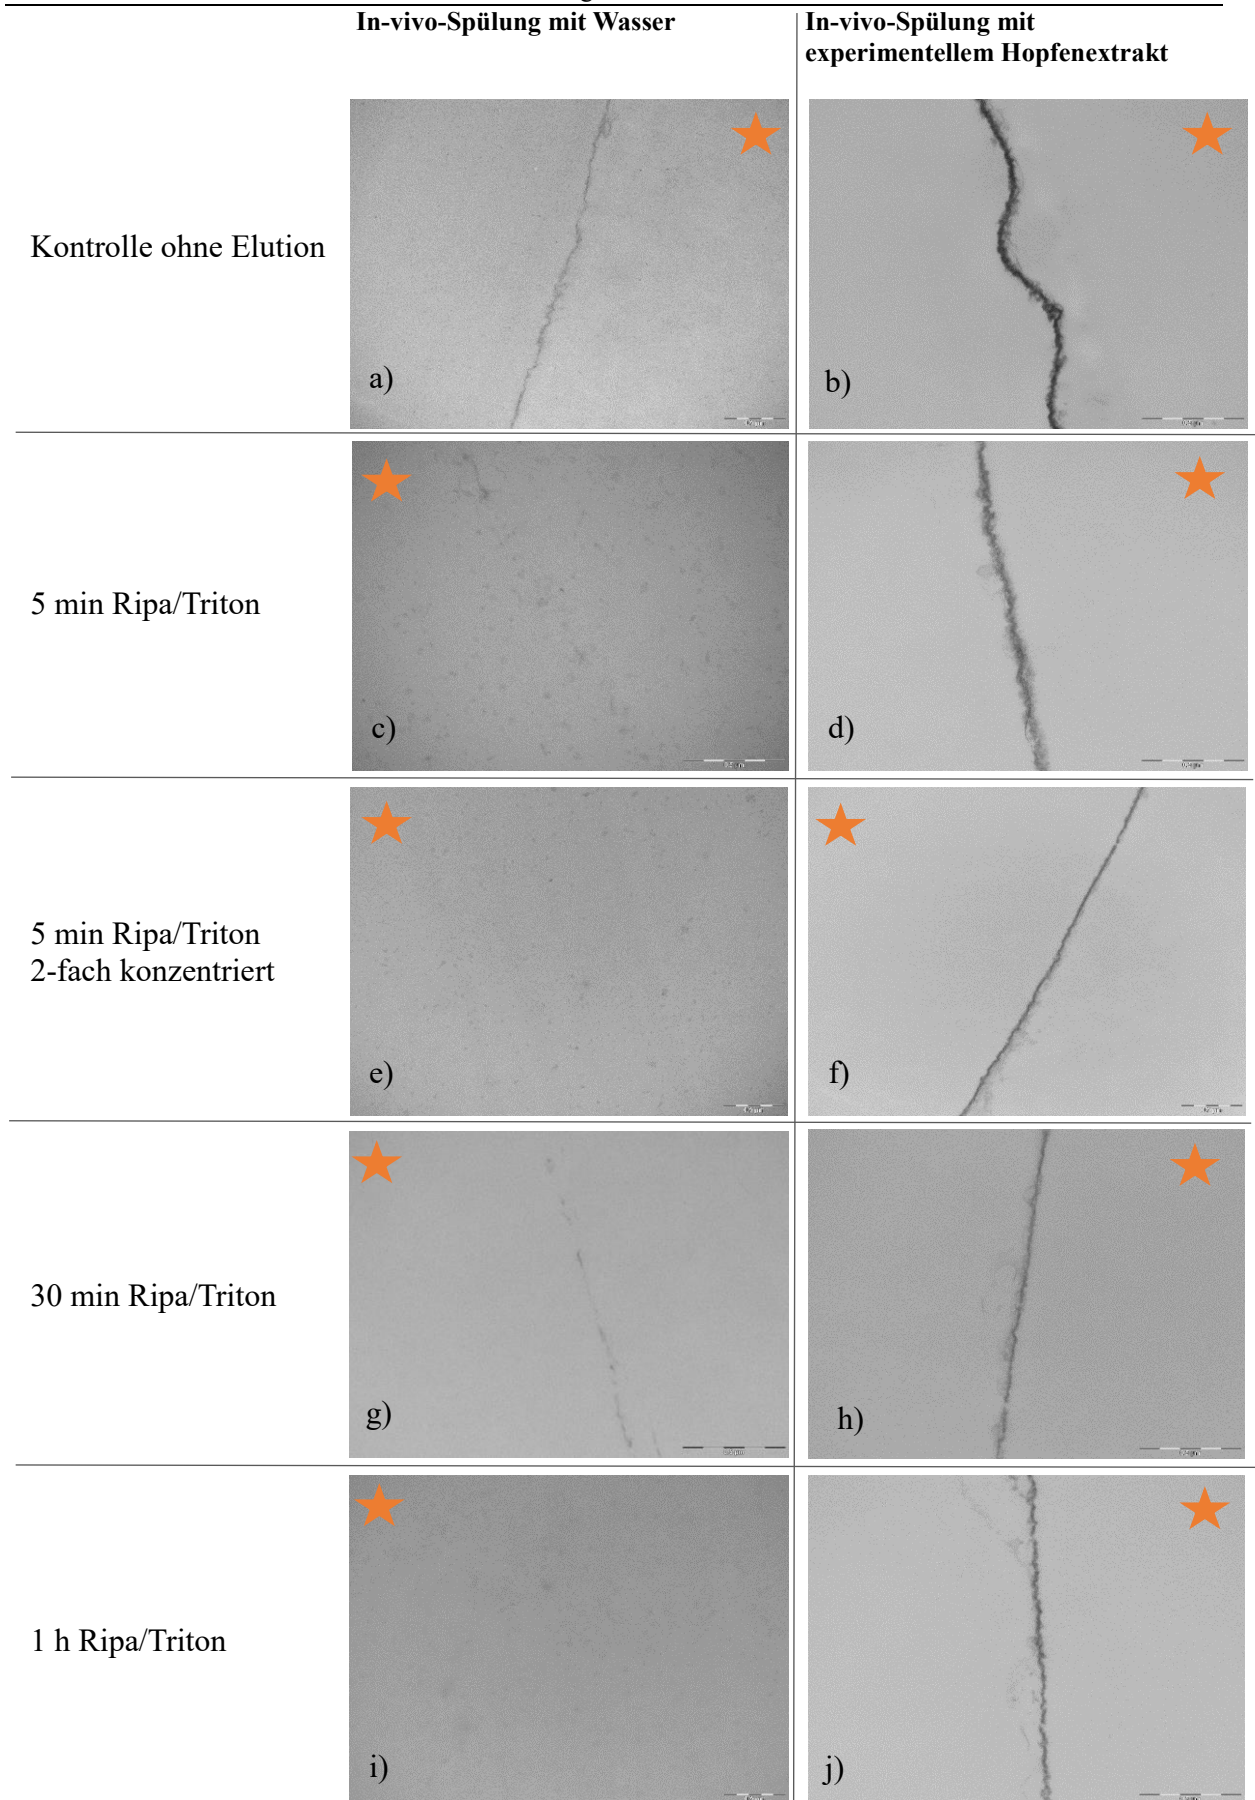 In-vivo-Spülung mit Wasser
In-vivo-Spülung mit
experimentellem Hopfenextrakt
Kontrolle ohne Elution
a)
b)
5 min Ripa/Triton
c)
d)
5 min Ripa/Triton
2-fach konzentriert
e)
f)
30 min Ripa/Triton
g)
h)
1 h Ripa/Triton
i)
j)